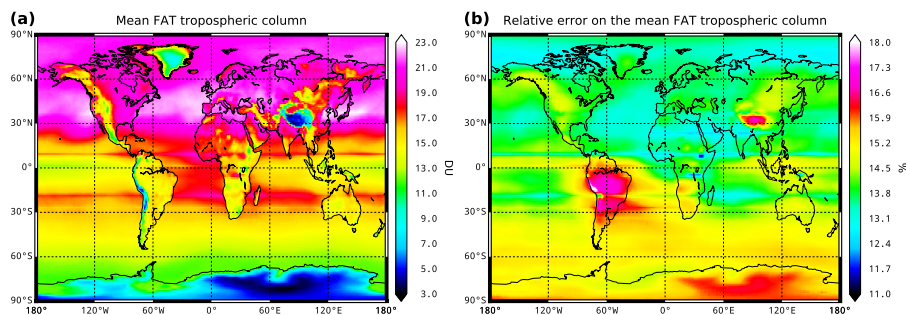 (a) Mean FAT tropospheric column
90°N
60°N
30°N
0°
30°S
60°S
90°S
180° 120°W 60°W 0° 60°E 120°E 180°
23.0
21.0
19.0
17.0
15.0
13.0
11.0
9.0
7.0
5.0
3.0
DU
(b) Relative error on the mean FAT tropospheric column
90°N
60°N
30°N
0°
30°S
60°S
90°S
180° 120°W 60°W 0° 60°E 120°E 180°
18.0
17.3
16.6
15.9
15.2
14.5
13.8
13.1
12.4
11.7
11.0
%